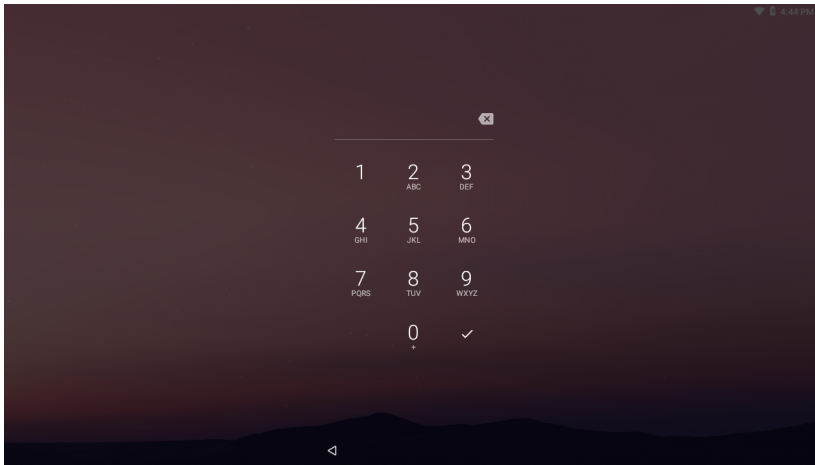 4:44 PM
1 2 3
ABC DEF
4 5 6
GHI JKL MNO
7 8 9
PQRS TUV WXYZ
0
+